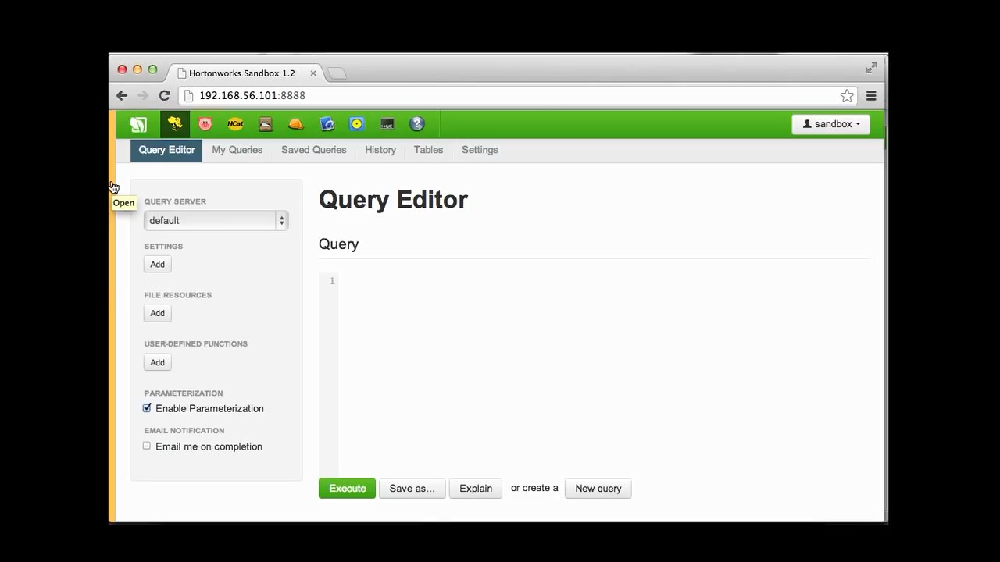 Hortonworks Sandbox 1.2
192.168.56.101:8888
HCat
sandbox
Query Editor My Queries Saved Queries History Tables Settings
Open
QUERY SERVER
default
SETTINGS
Add
FILE RESOURCES
Add
USER-DEFINED FUNCTIONS
Add
PARAMETERIZATION
Enable Parameterization
EMAIL NOTIFICATION
Email me on completion
Query Editor
Query
1
Execute Save as... Explain or create a New query